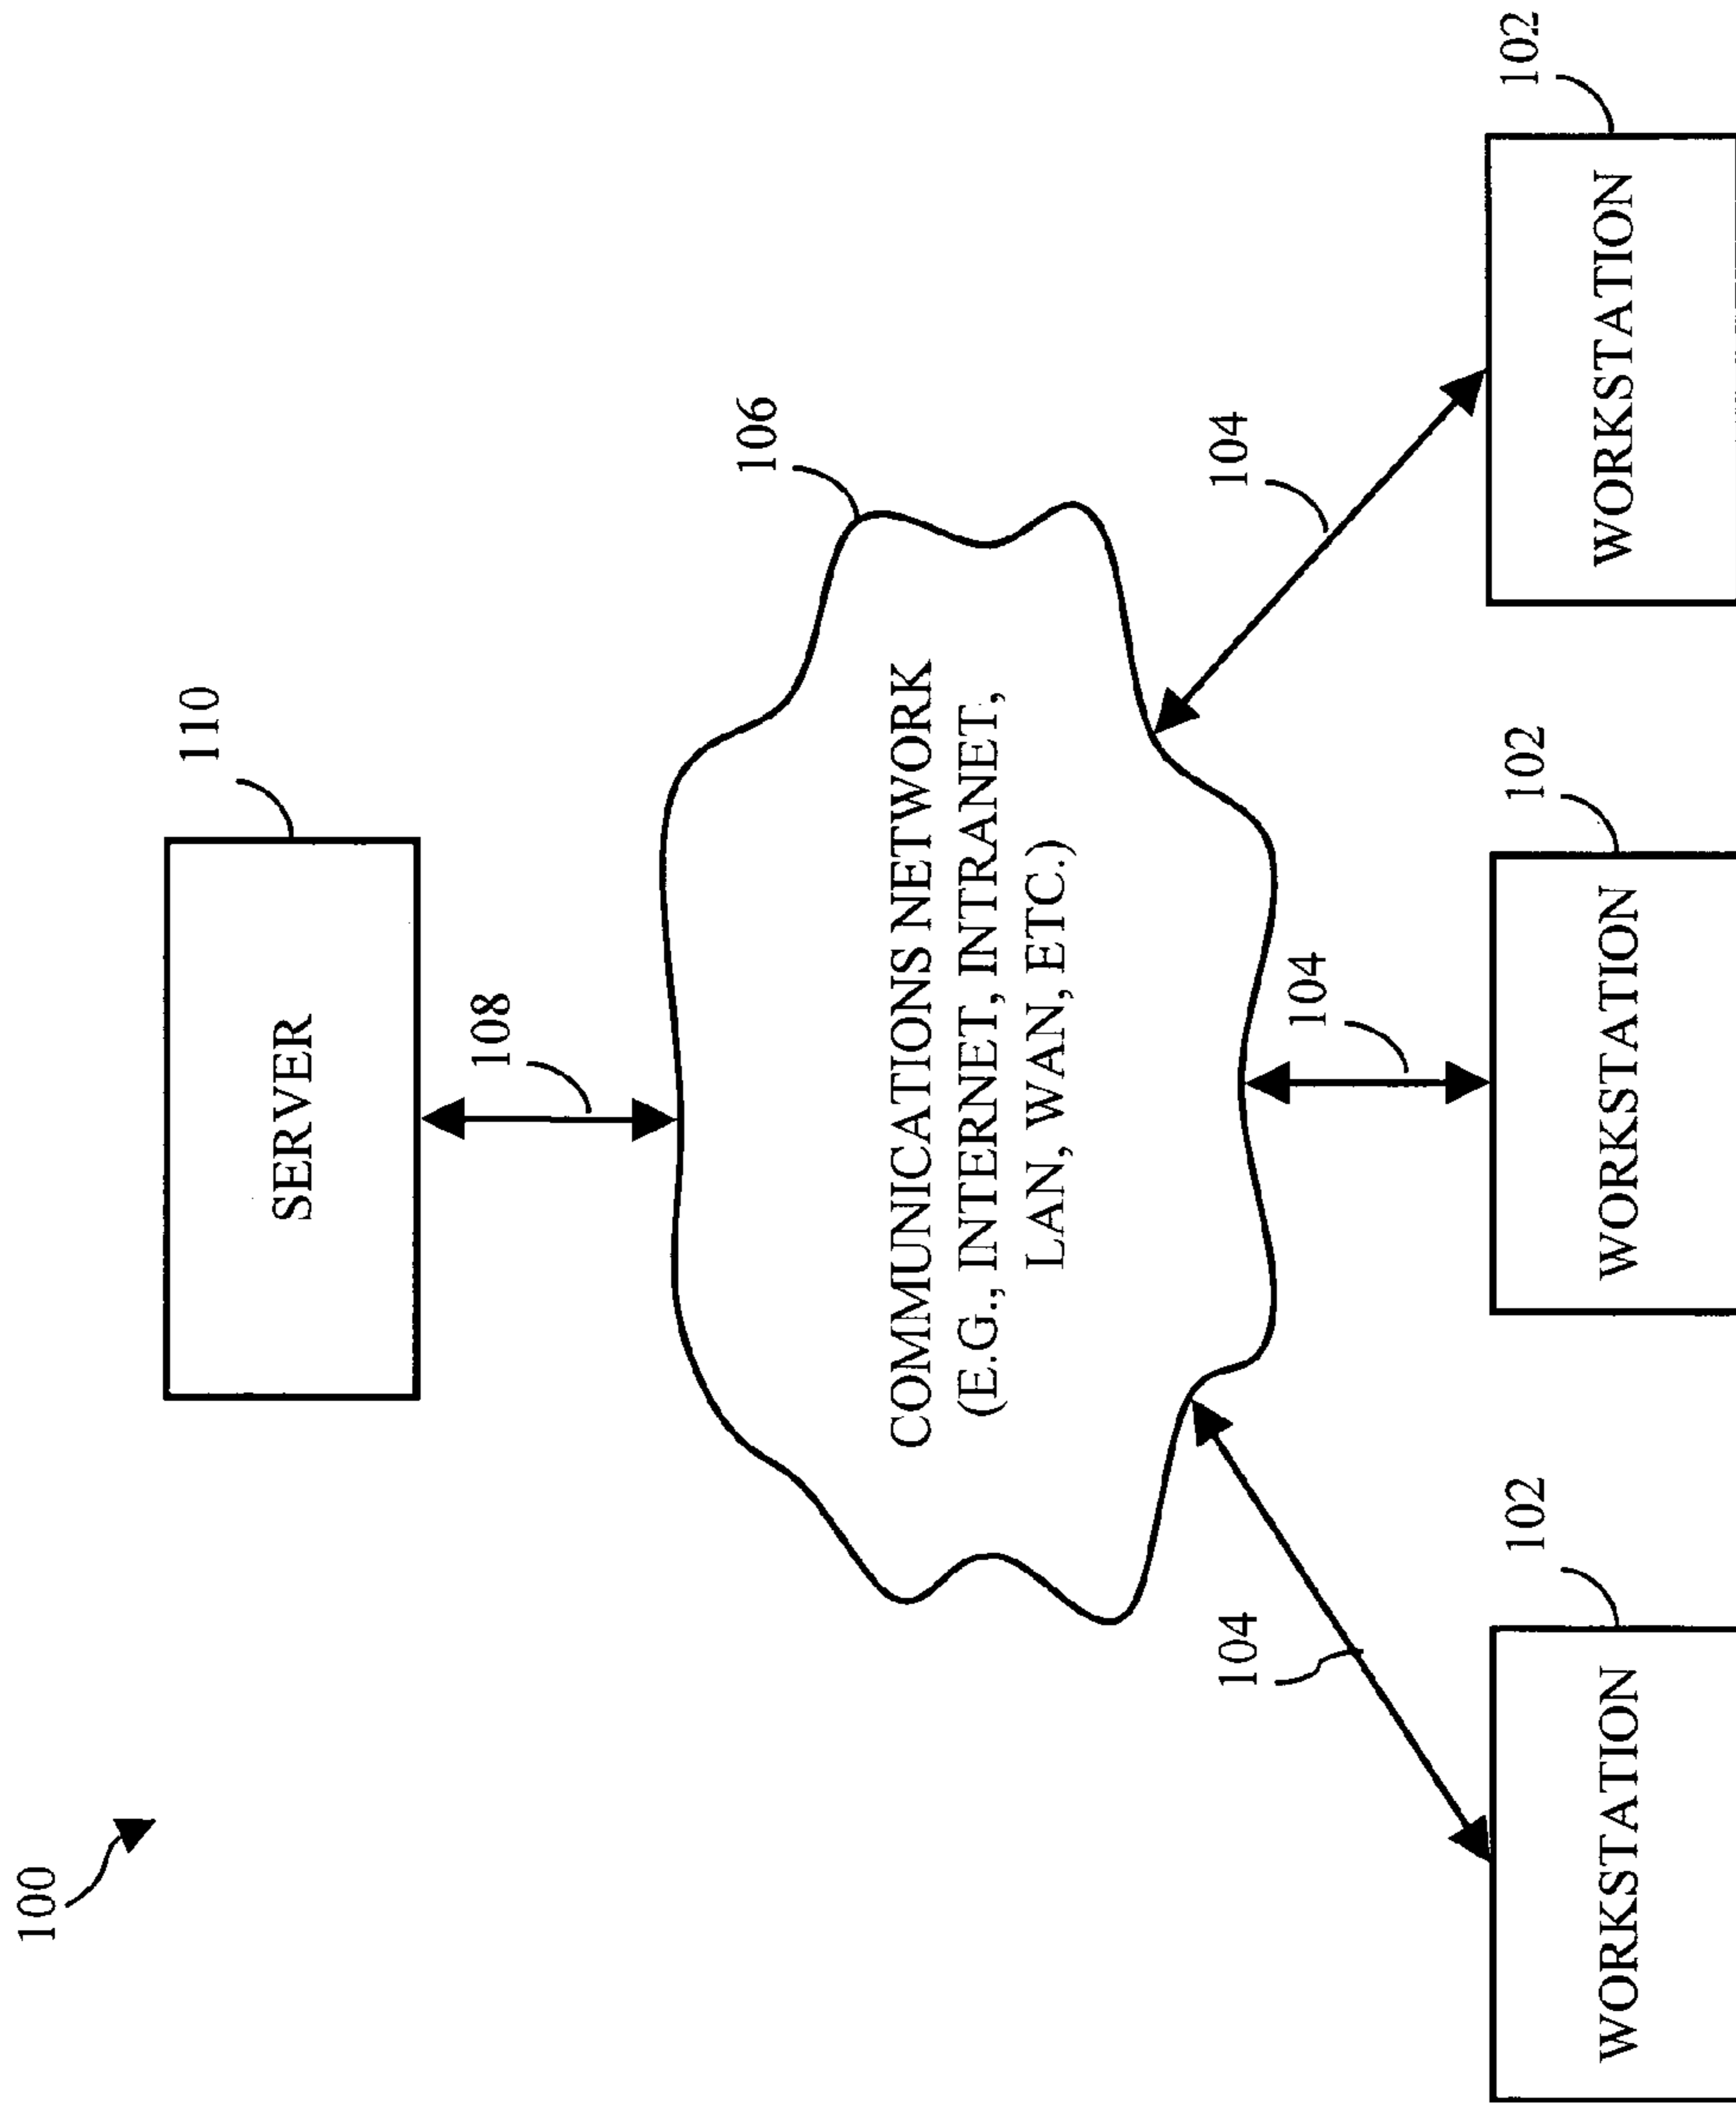 100
110
SERVER
108
106
COMMUNICATIONS NETWORK
(E.G., INTERNET, INTRANET,
LAN, WAN, ETC.)
104
104
104
102
102
102
WORKSTATION
WORKSTATION
WORKSTATION